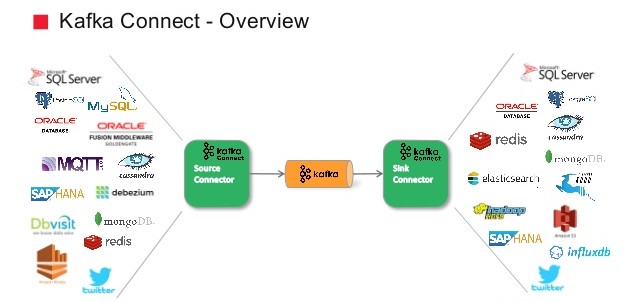 Kafka Connect - Overview
Microsoft
SQL Server
MySQL
ORACLE
DATABASE
ORACLE
FUSION MIDDLEWARE
GOLDENGATE
MQTT
cassandra
SAP HANA
debezium
Dbvisit
mongoDB.
redis
twitter
kafka
Connect
Source
Connector
kafka
kafka
Connect
Sink
Connector
Microsoft
SQL Server
ORACLE
DATABASE
cassandra
redis
mongoDB.
elasticsearch
hadoop
SAP HANA
Amazon S3
influxdb
twitter